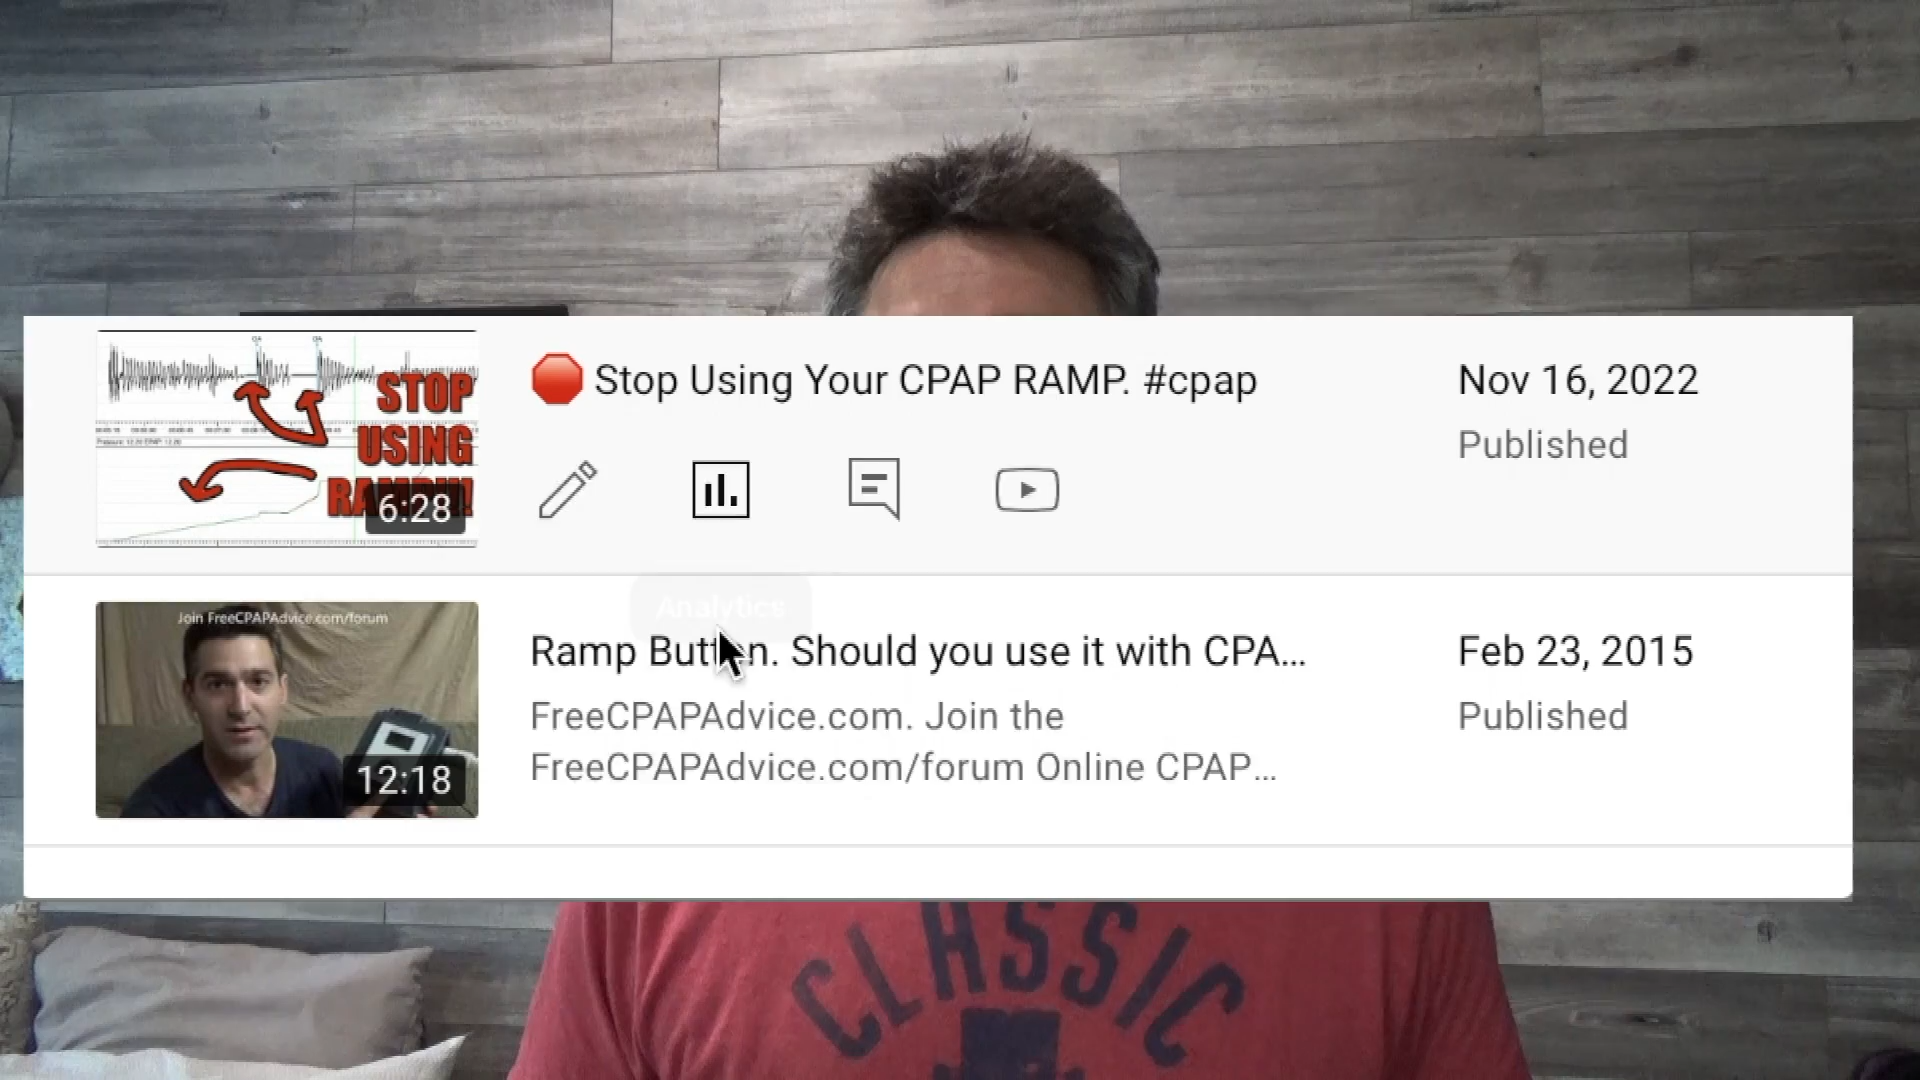 STOP
USING
RAMP!!
6:28
🛑 Stop Using Your CPAP RAMP. #cpap
Nov 16, 2022
Published
Analytics
Join FreeCPAPAdvice.com/forum
12:18
Ramp Button. Should you use it with CPA...
FreeCPAPAdvice.com. Join the
FreeCPAPAdvice.com/forum Online CPAP...
Feb 23, 2015
Published
CLASSIC